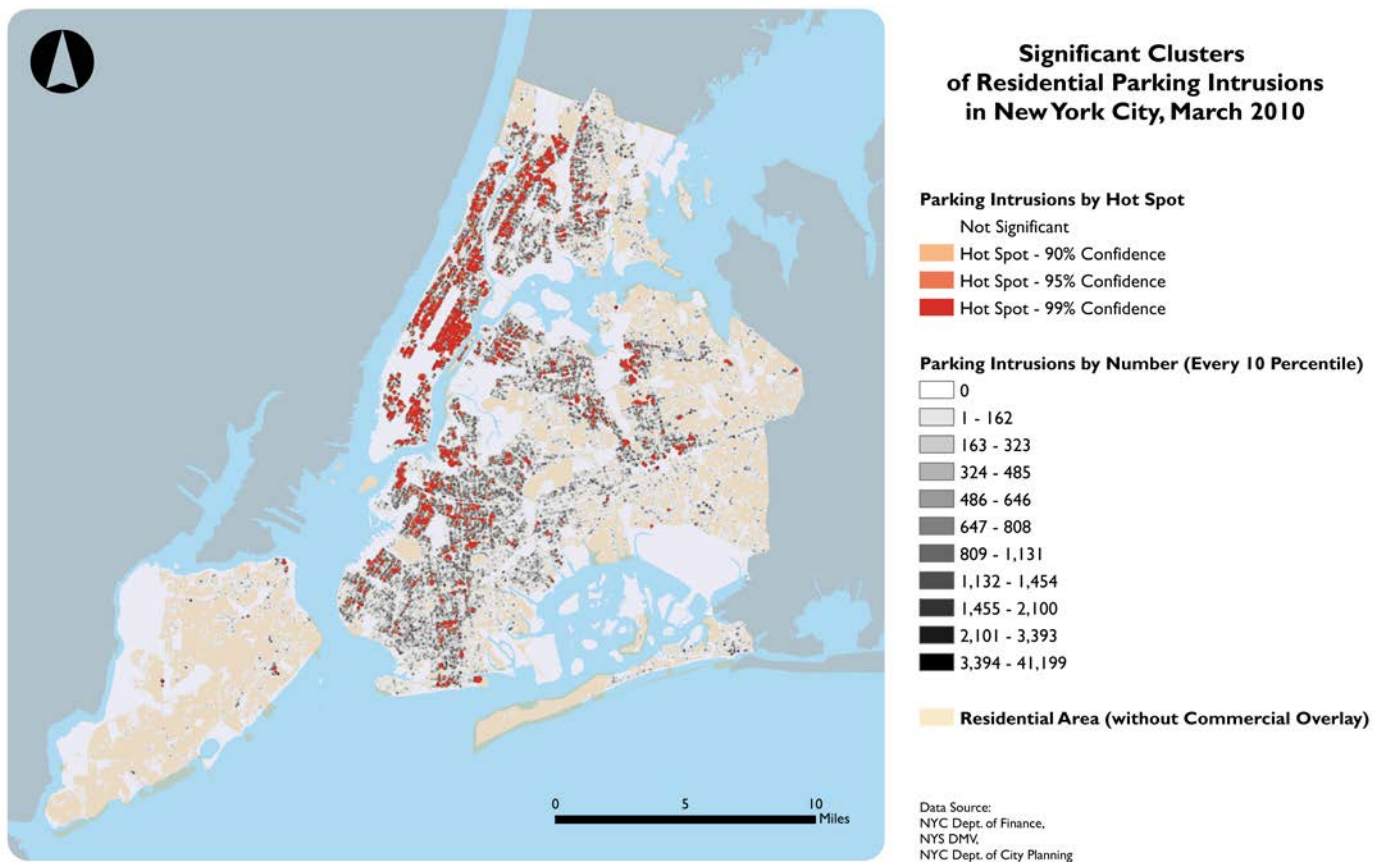 Significant Clusters
of Residential Parking Intrusions
in New York City, March 2010
Parking Intrusions by Hot Spot
Not Significant
Hot Spot - 90% Confidence
Hot Spot - 95% Confidence
Hot Spot - 99% Confidence
Parking Intrusions by Number (Every 10 Percentile)
0
1 - 162
163 - 323
324 - 485
486 - 646
647 - 808
809 - 1,131
1,132 - 1,454
1,455 - 2,100
2,101 - 3,393
3,394 - 41,199
Residential Area (without Commercial Overlay)
0 5 10
Miles
Data Source:
NYC Dept. of Finance,
NYS DMV,
NYC Dept. of City Planning